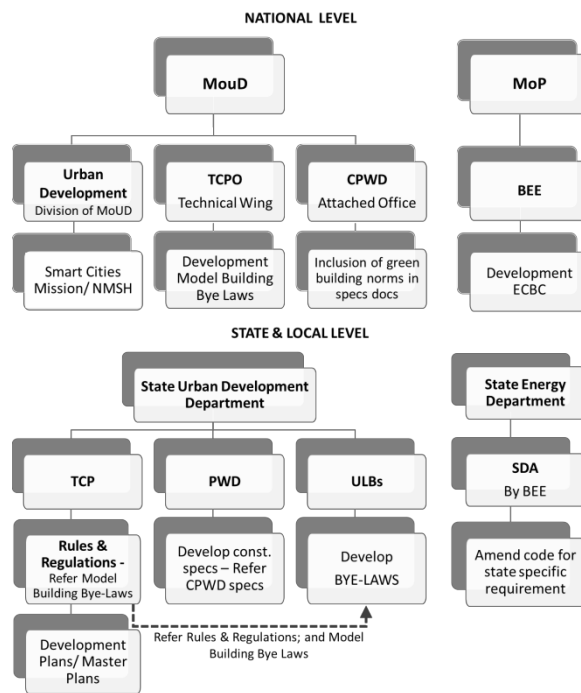 NATIONAL LEVEL
MouD
MoP
Urban
Development
Division of MoUD
TCPO
Technical Wing
CPWD
Attached Office
BEE
Smart Cities
Mission/ NMSH
Development
Model Building
Bye Laws
Inclusion of green
building norms in
specs docs
Development
ECBC
STATE & LOCAL LEVEL
State Urban Development
Department
State Energy
Department
TCP
PWD
ULBs
SDA
By BEE
Rules &
Regulations -
Refer Model
Building Bye-Laws
Develop const.
specs – Refer
CPWD specs
Develop
BYE-LAWS
Amend code for
state specific
requirement
Refer Rules & Regulations; and Model
Building Bye Laws
Development
Plans/ Master
Plans